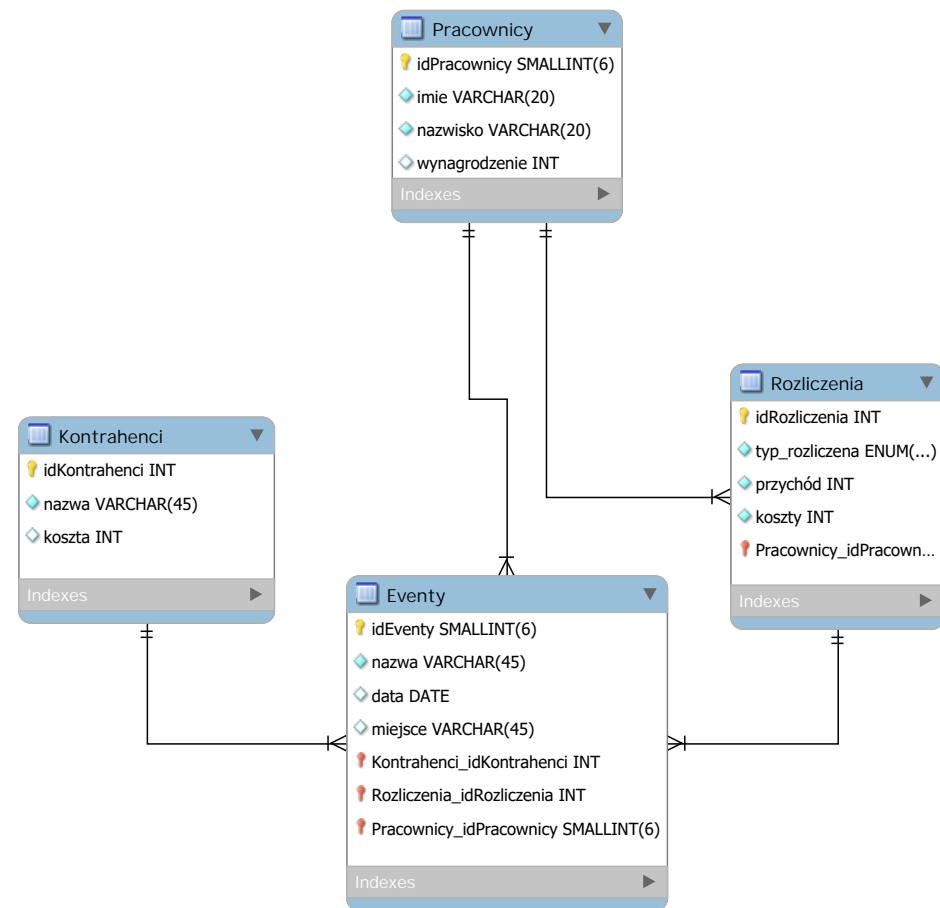 Pracownicy
idPracownicy SMALLINT(6)
imie VARCHAR(20)
nazwisko VARCHAR(20)
wynagrodzenie INT
Indexes
Rozliczenia
idRozliczenia INT
typ_rozliczena ENUM(...)
przychód INT
koszty INT
Pracownicy_idPracown...
Indexes
Kontrahenci
idKontrahenci INT
nazwa VARCHAR(45)
koszta INT
Indexes
Eventy
idEventy SMALLINT(6)
nazwa VARCHAR(45)
data DATE
miejsce VARCHAR(45)
Kontrahenci_idKontrahenci INT
Rozliczenia_idRozliczenia INT
Pracownicy_idPracownicy SMALLINT(6)
Indexes